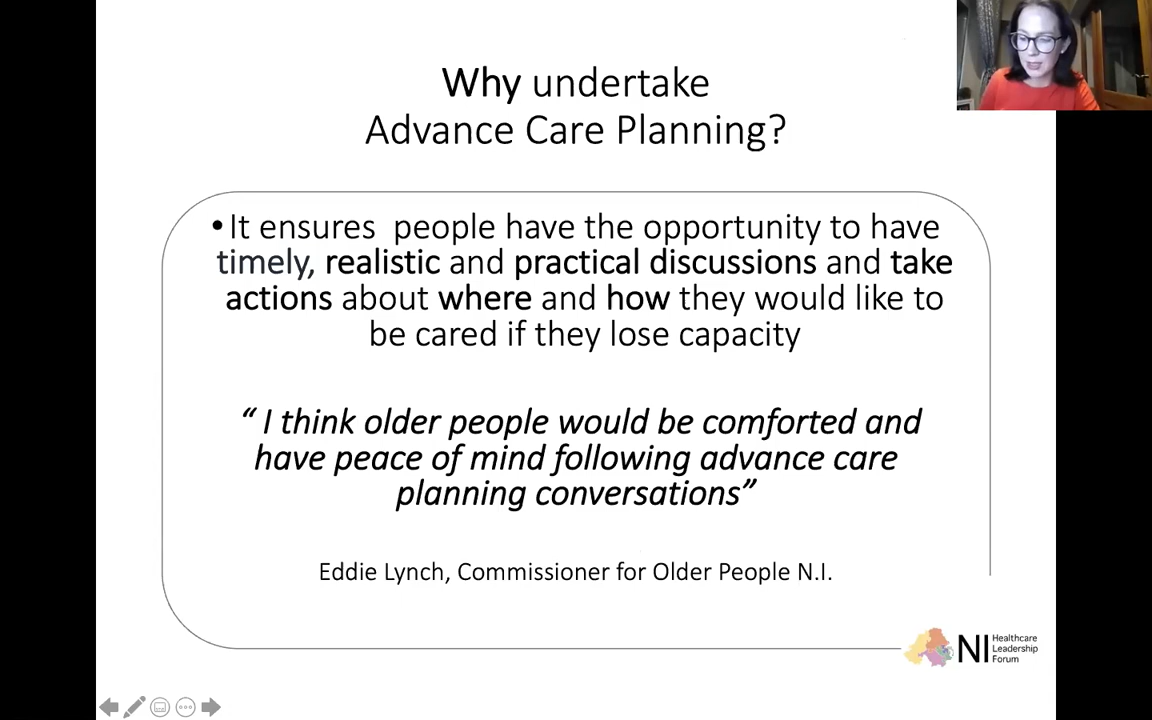 Why undertake
Advance Care Planning?
•It ensures people have the opportunity to have
timely, realistic and practical discussions and take
actions about where and how they would like to
be cared if they lose capacity
“ I think older people would be comforted and
have peace of mind following advance care
planning conversations”
Eddie Lynch, Commissioner for Older People N.I.
NI Healthcare
Leadership
Forum